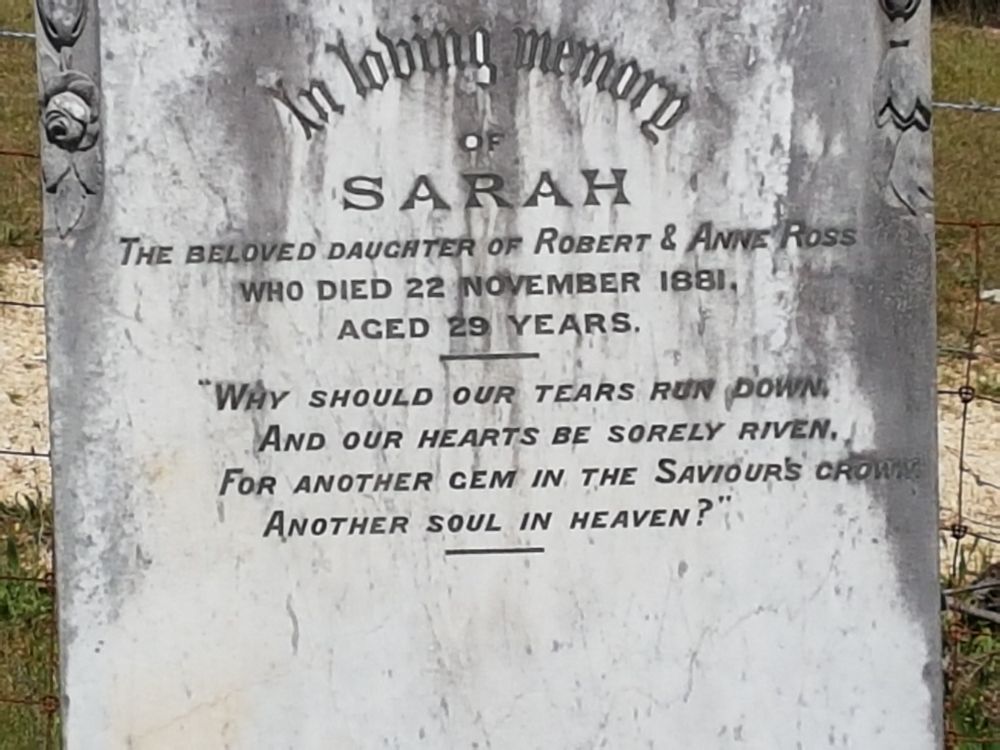 In loving memory
OF
SARAH
THE BELOVED DAUGHTER OF ROBERT & ANNE ROSS
WHO DIED 22 NOVEMBER 1881.
AGED 29 YEARS.
"WHY SHOULD OUR TEARS RUN DOWN,
AND OUR HEARTS BE SORELY RIVEN,
FOR ANOTHER GEM IN THE SAVIOUR'S CROWN
ANOTHER SOUL IN HEAVEN?"